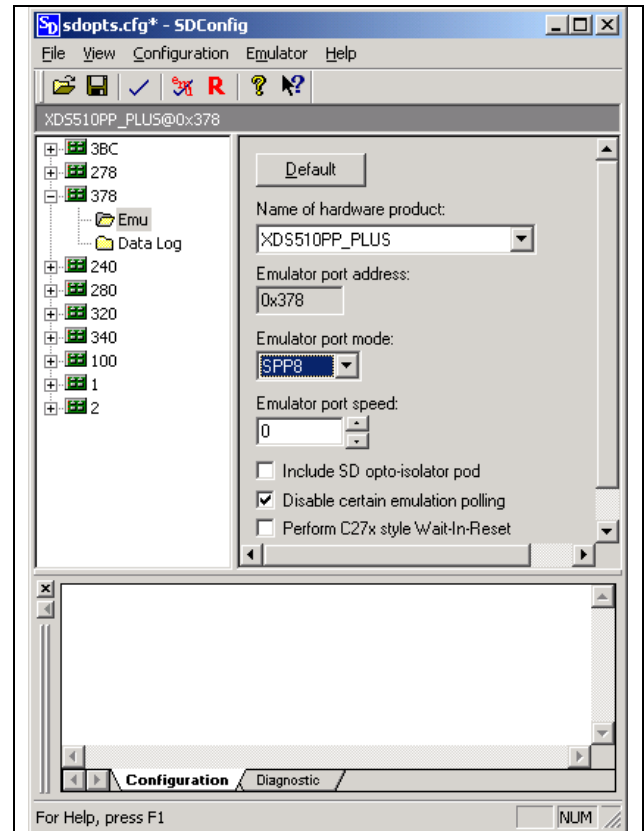 SD sdopts.cfg* - SDConfig
File View Configuration Emulator Help
R ? ?
XDS510PP_PLUS@0x378
3BC
278
378
Emu
Data Log
240
280
320
340
100
1
2
Default
Name of hardware product:
XDS510PP_PLUS
Emulator port address:
0x378
Emulator port mode:
SPP8
Emulator port speed:
0
Include SD opto-isolator pod
Disable certain emulation polling
Perform C27x style Wait-In-Reset
Configuration Diagnostic
For Help, press F1
NUM